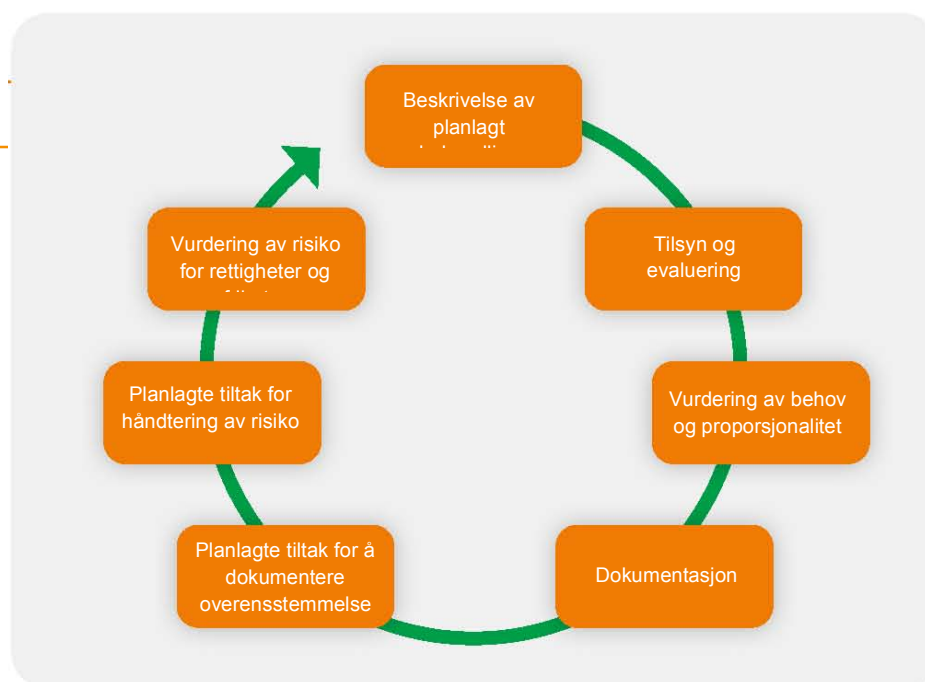 Beskrivelse av
planlagt
Tilsyn og
evaluering
Vurdering av behov
og proporsjonalitet
Dokumentasjon
Planlagte tiltak for å
dokumentere
overensstemmelse
Planlagte tiltak for
håndtering av risiko
Vurdering av risiko
for rettigheter og